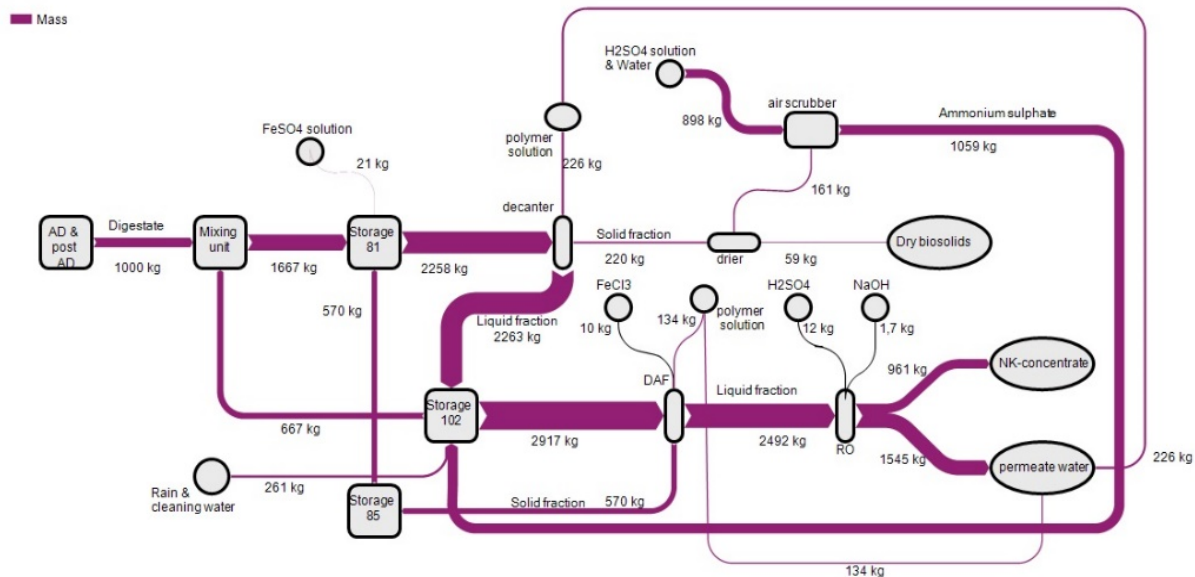 Mass
H2SO4 solution
& Water
air scrubber
Ammonium sulphate
898 kg
1059 kg
FeSO4 solution
polymer
solution
21 kg
226 kg
161 kg
decanter
AD &
post
AD
Digestate
1000 kg
Mixing
unit
1667 kg
Storage
81
2258 kg
Solid fraction
220 kg
drier
59 kg
Dry biosolids
570 kg
Liquid fraction
2263 kg
FeCl3
10 kg
134 kg
polymer
solution
H2SO4
12 kg
NaOH
1,7 kg
961 kg
NK-concentrate
DAF
Liquid fraction
Storage
102
667 kg
2917 kg
2492 kg
RO
1545 kg
permeate water
226 kg
Rain &
cleaning water
261 kg
Storage
85
Solid fraction
570 kg
134 kg